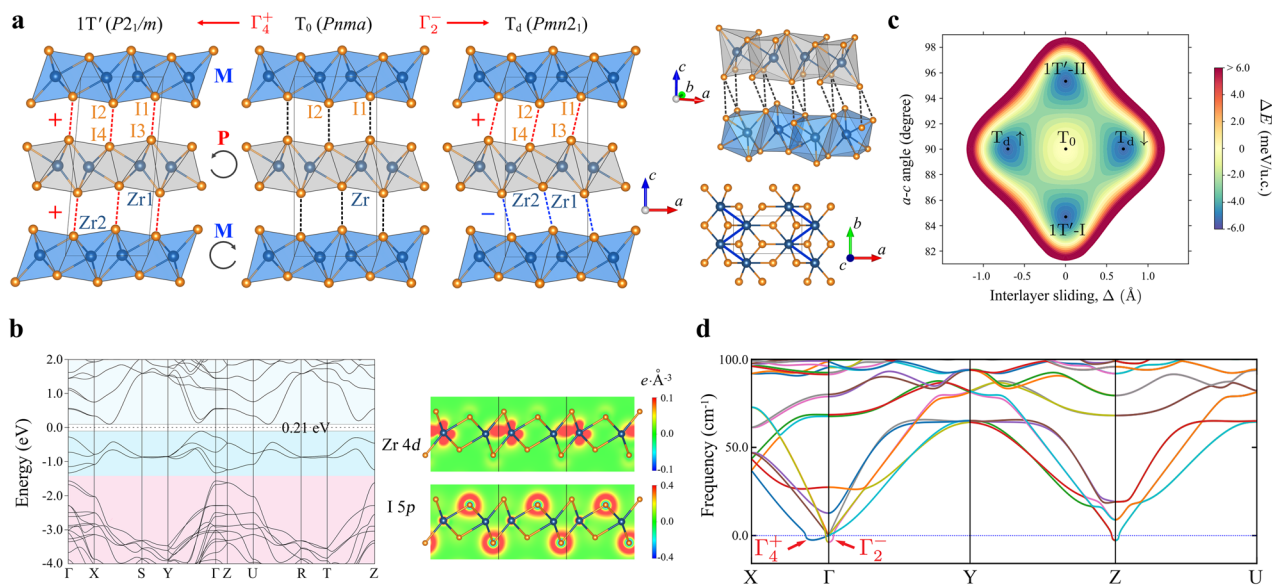 a
1T′ (P2₁/m) Γ₄⁺ T₀ (Pnma) Γ₂⁻ T_d (Pmn2₁)
M
I2 I1 I2 I1 I2 I1
+ I4 I3 + I4 I3
P
Zr1 Zr Zr2 Zr1
+ Zr2 −
M
c
a
c
b
a
b
c
a
c
98
96
94
92
90
88
86
84
82
a-c angle (degree)
1T′-II
T_d ↑ T₀ T_d ↓
1T′-I
-1.0 -0.5 0 0.5 1.0
Interlayer sliding, Δ (Å)
> 6.0
4.0
2.0
0.0
-2.0
-4.0
-6.0
ΔE (meV/u.c.)
b
Energy (eV)
2.0
1.0
0.0
-1.0
-2.0
-3.0
-4.0
0.21 eV
Γ X S Y Γ Z U R T Z
e·Å⁻³
Zr 4d
0.1
0.0
-0.1
I 5p
0.4
0.0
-0.4
d
Frequency (cm⁻¹)
100.0
50.0
0.0
Γ₄⁺ Γ₂⁻
X Γ Y Z U